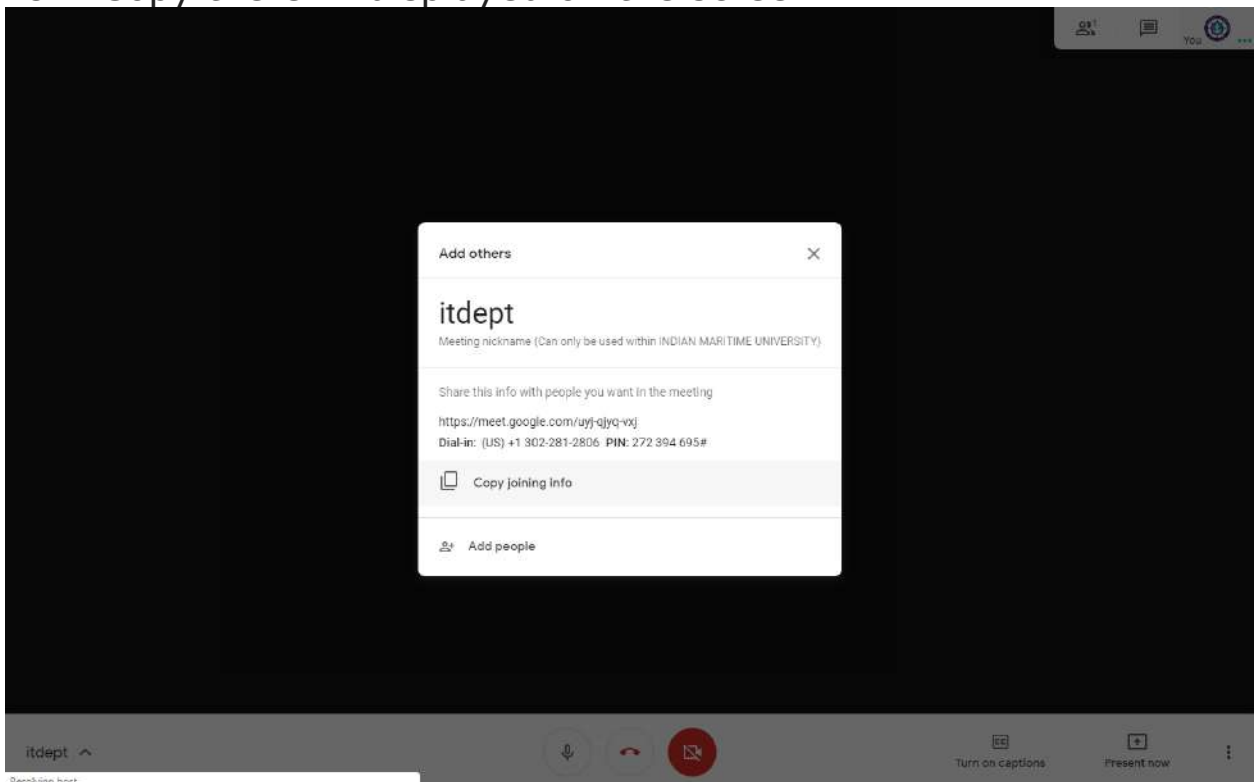 You
Add others
itdept
Meeting nickname (Can only be used within INDIAN MARITIME UNIVERSITY)
Share this info with people you want in the meeting
https://meet.google.com/uyj-qjyq-vxj
Dial-in: (US) +1 302-281-2806 PIN: 272 394 695#
Copy joining info
Add people
itdept
Turn on captions
Present now